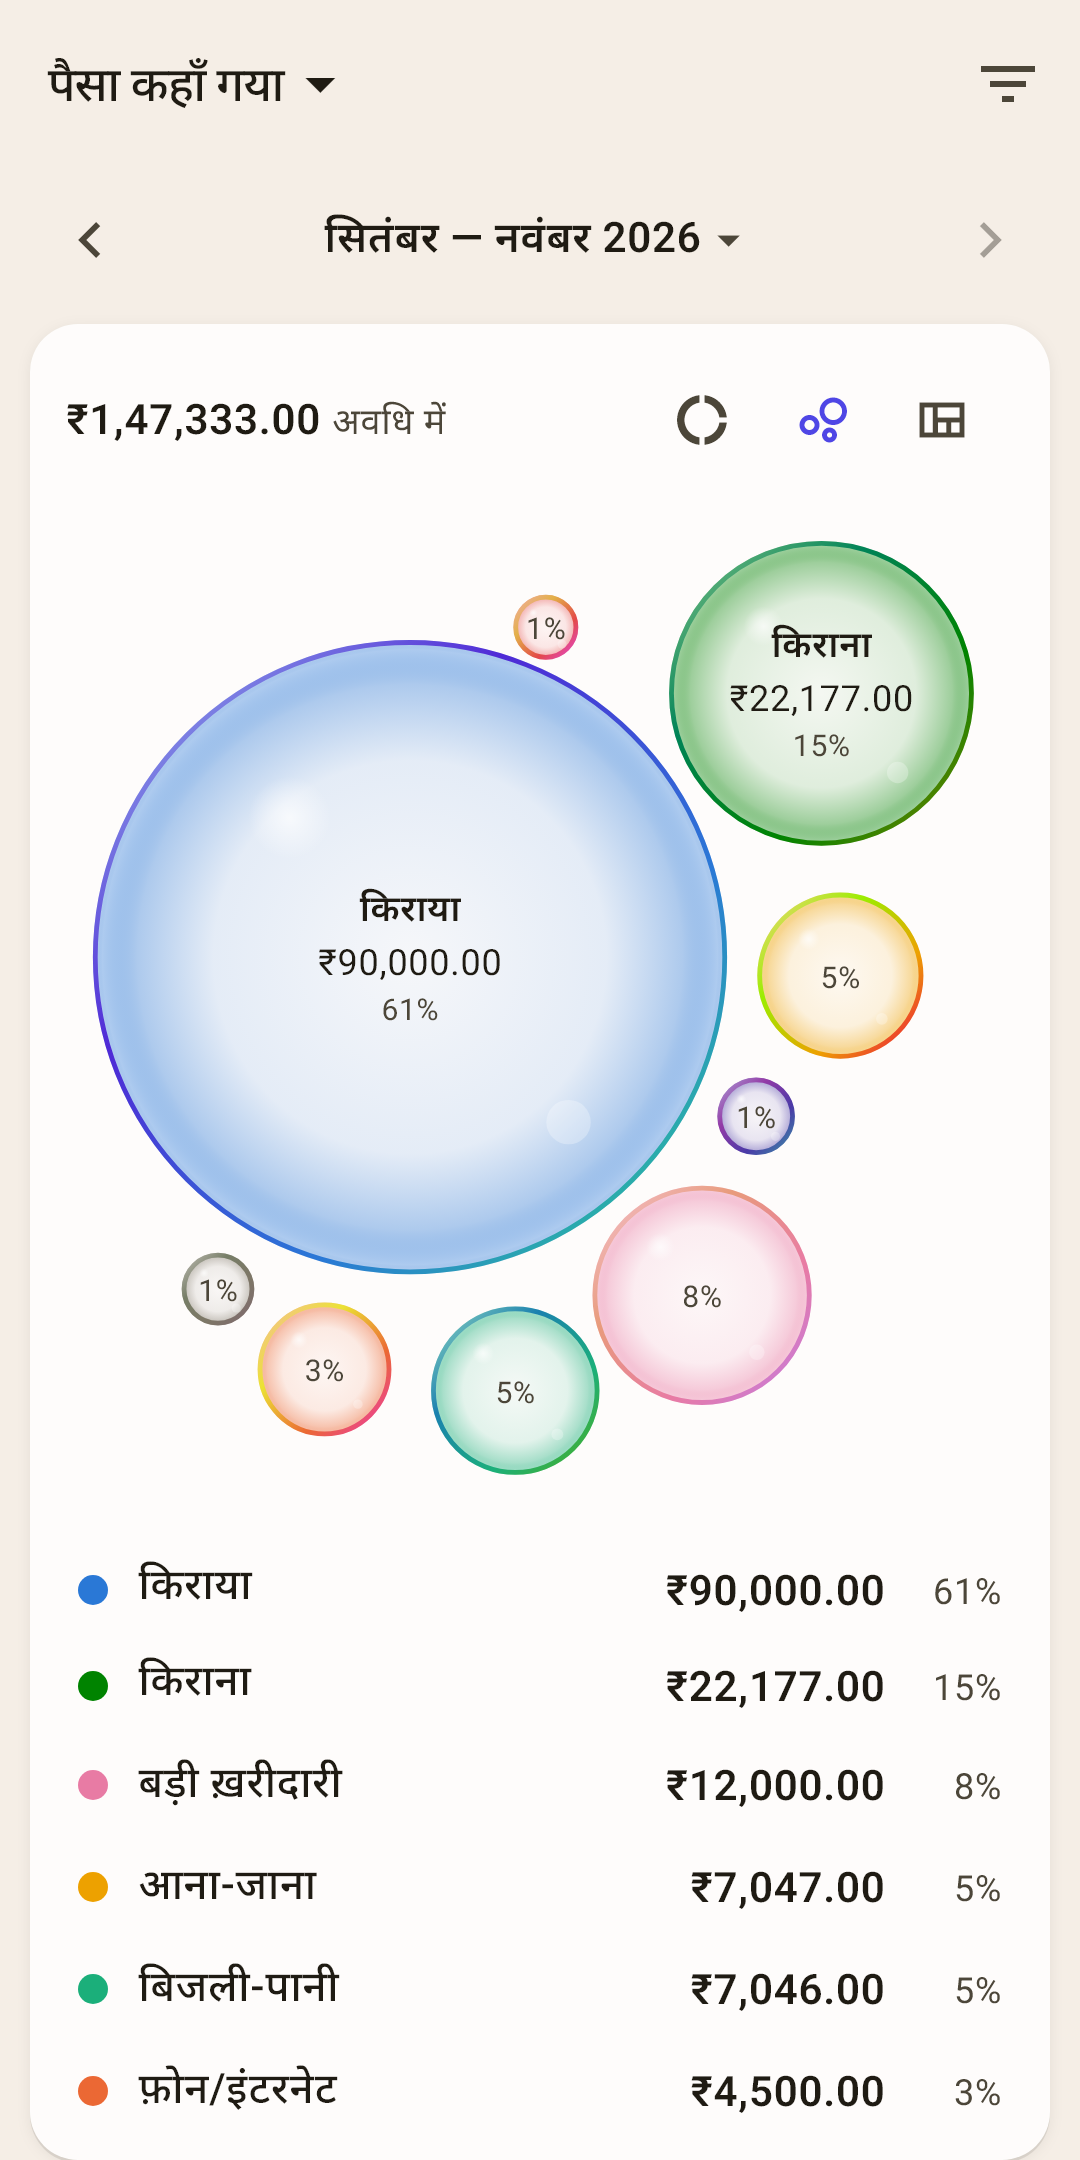 पैसा कहाँ गया
सितंबर — नवंबर 2026
₹1,47,333.00 अवधि में
1%
किराना
₹22,177.00
15%
किराया
₹90,000.00
61%
5%
1%
8%
1%
3%
5%
किराया ₹90,000.00 61%
किराना ₹22,177.00 15%
बड़ी ख़रीदारी ₹12,000.00 8%
आना-जाना ₹7,047.00 5%
बिजली-पानी ₹7,046.00 5%
फ़ोन/इंटरनेट ₹4,500.00 3%